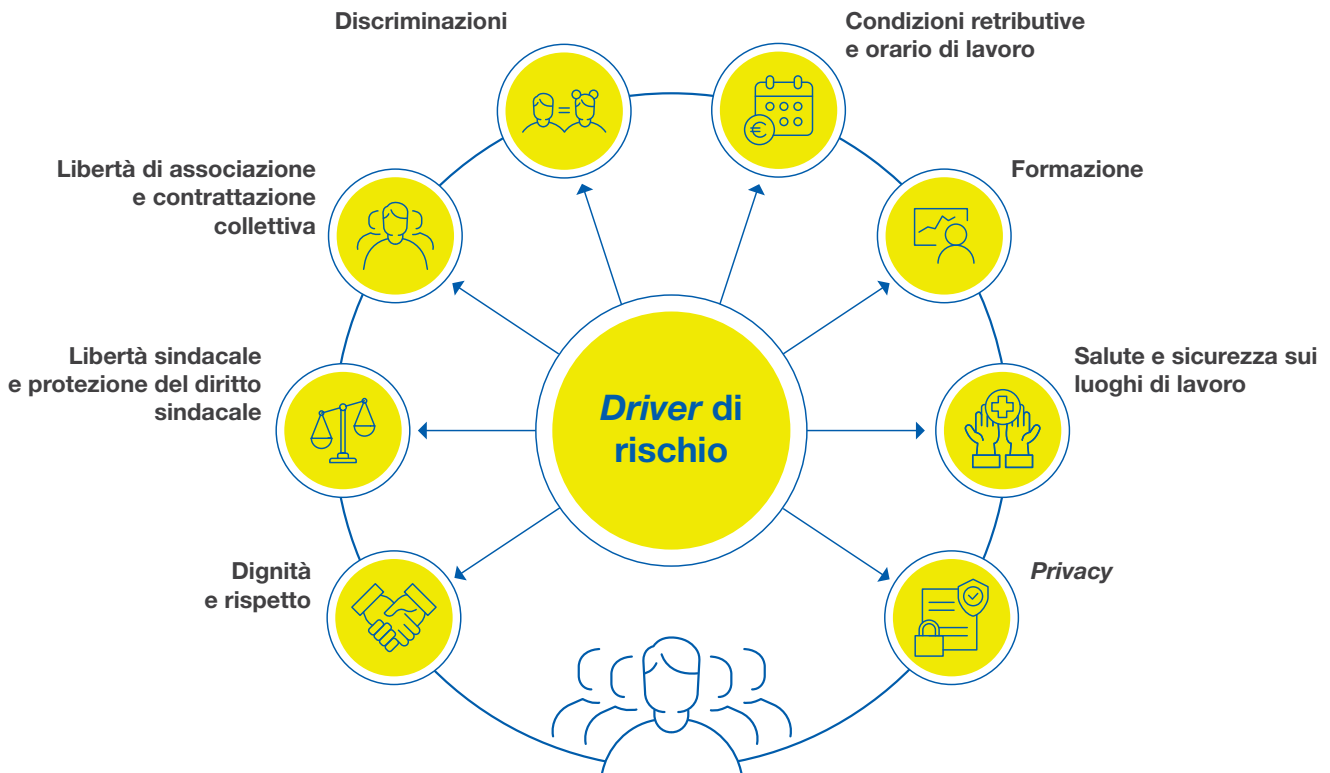 Discriminazioni
Condizioni retributive
e orario di lavoro
Libertà di associazione
e contrattazione
collettiva
Formazione
Libertà sindacale
e protezione del diritto
sindacale
Driver di
rischio
Salute e sicurezza sui
luoghi di lavoro
Dignità
e rispetto
Privacy
€